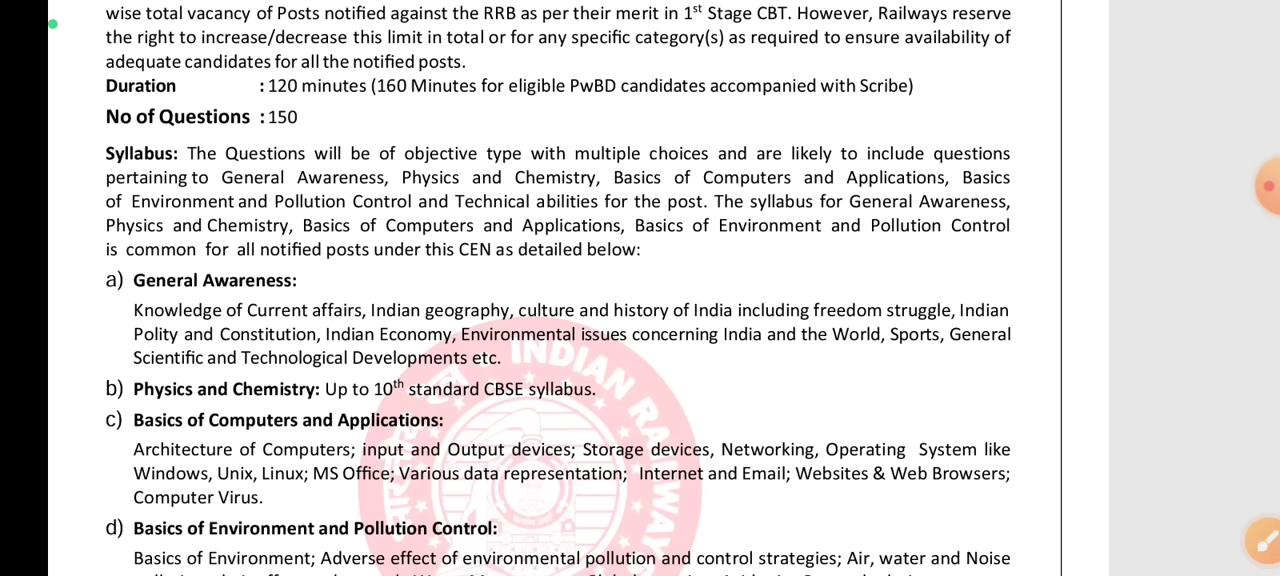 wise total vacancy of Posts notified against the RRB as per their merit in 1st Stage CBT. However, Railways reserve
the right to increase/decrease this limit in total or for any specific category(s) as required to ensure availability of
adequate candidates for all the notified posts.
Duration : 120 minutes (160 Minutes for eligible PwBD candidates accompanied with Scribe)
No of Questions : 150
Syllabus: The Questions will be of objective type with multiple choices and are likely to include questions
pertaining to General Awareness, Physics and Chemistry, Basics of Computers and Applications, Basics
of Environment and Pollution Control and Technical abilities for the post. The syllabus for General Awareness,
Physics and Chemistry, Basics of Computers and Applications, Basics of Environment and Pollution Control
is common for all notified posts under this CEN as detailed below:
a) General Awareness:
Knowledge of Current affairs, Indian geography, culture and history of India including freedom struggle, Indian
Polity and Constitution, Indian Economy, Environmental issues concerning India and the World, Sports, General
Scientific and Technological Developments etc.
b) Physics and Chemistry: Up to 10th standard CBSE syllabus.
c) Basics of Computers and Applications:
Architecture of Computers; input and Output devices; Storage devices, Networking, Operating System like
Windows, Unix, Linux; MS Office; Various data representation; Internet and Email; Websites & Web Browsers;
Computer Virus.
d) Basics of Environment and Pollution Control:
Basics of Environment; Adverse effect of environmental pollution and control strategies; Air, water and Noise
INDIAN RAILWAYS